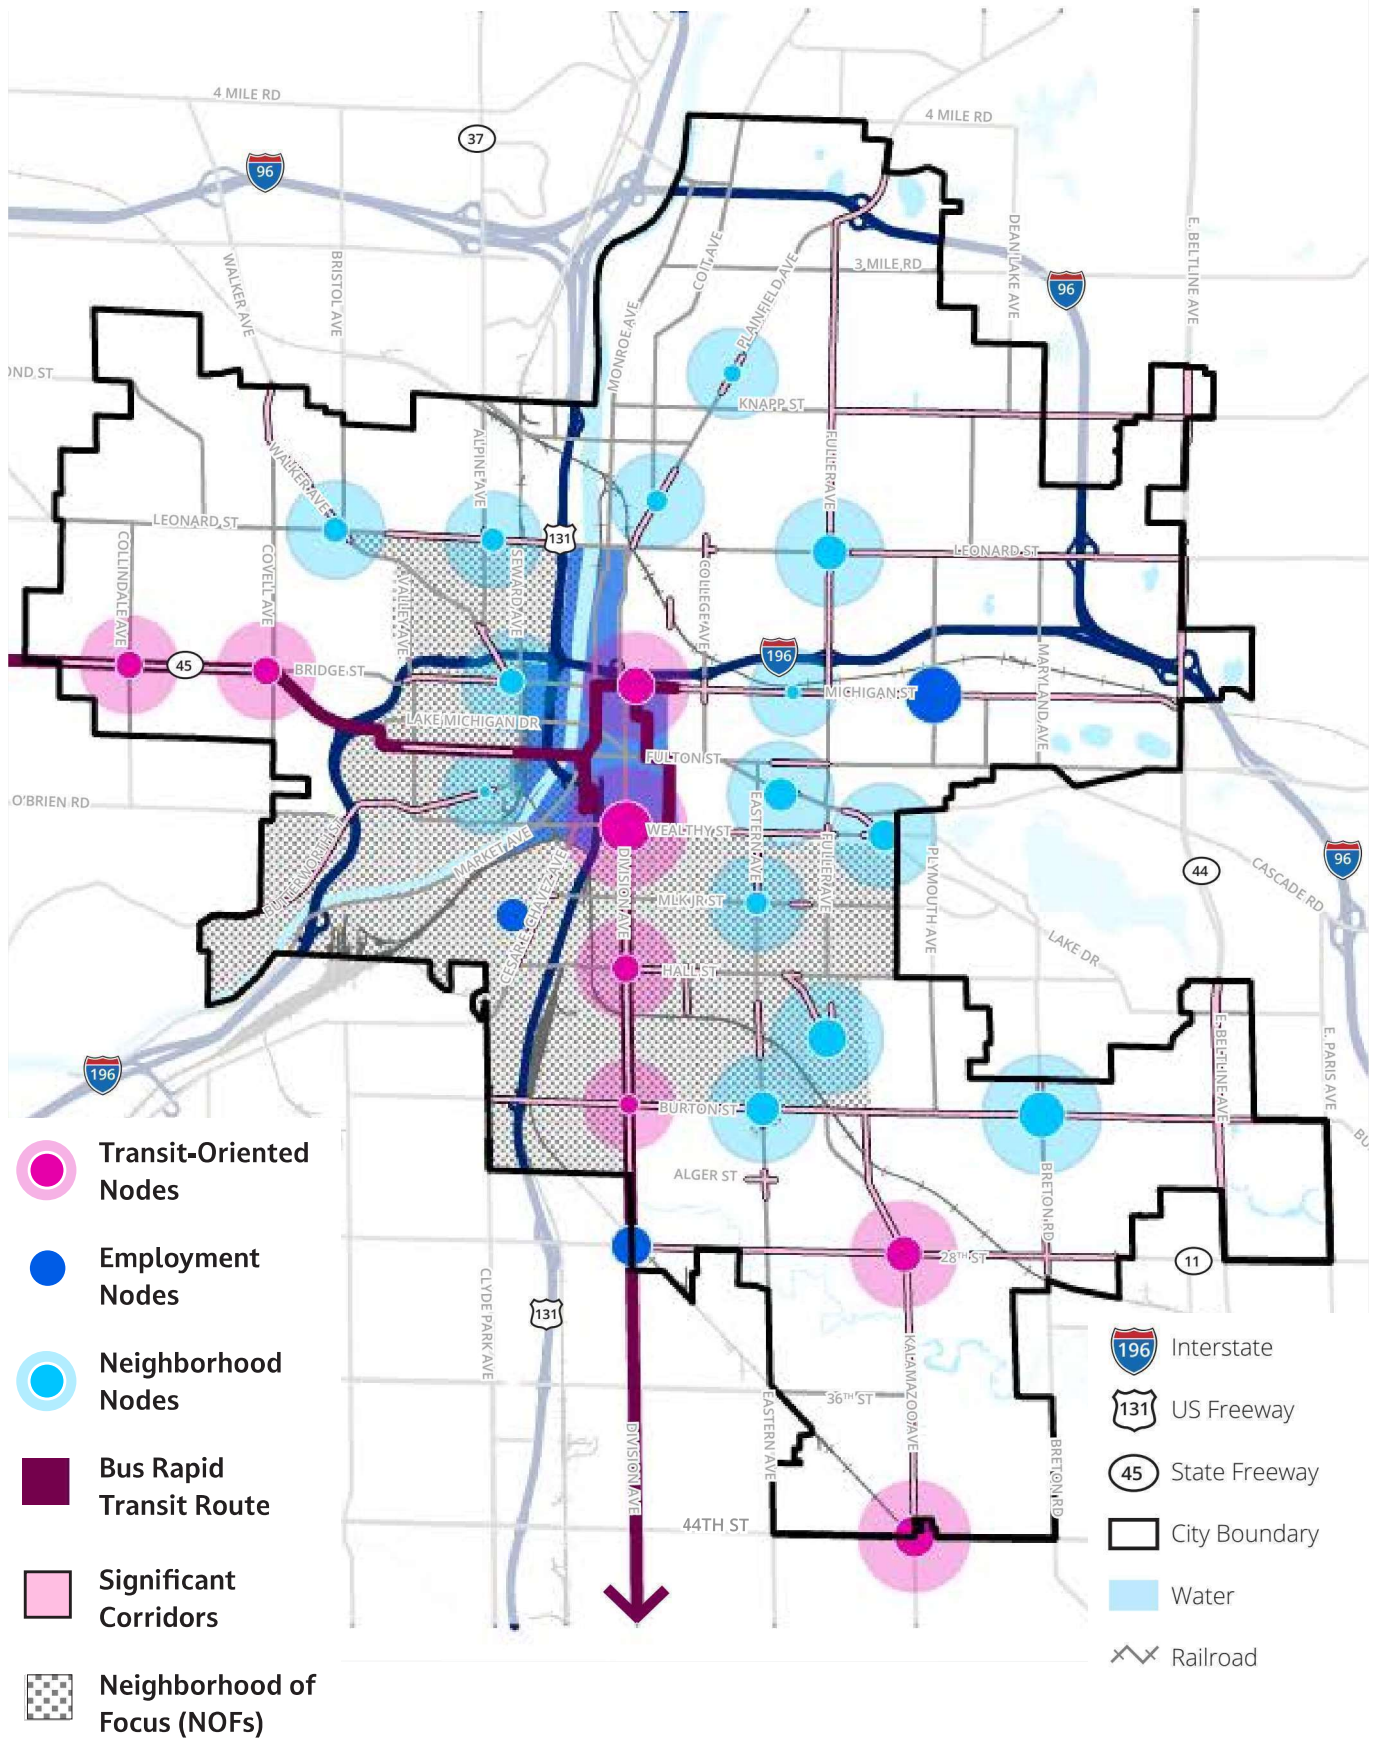 4 MILE RD
37
4 MILE RD
96
WALKER AVE
BRISTOL AVE
COIT AVE
PLAINFIELD AVE
3 MILE RD
DEAN LAKE AVE
E. BELTLINE AVE
96
MONROE AVE
OND ST
KNAPP ST
WALKER AVE
ALPINE AVE
FULLER AVE
LEONARD ST
131
LEONARD ST
COLLINDALE AVE
COVELL AVE
VALLEY AVE
SEWARD AVE
COLLEGE AVE
45
BRIDGE ST
196
MICHIGAN ST
MARYLAND AVE
LAKE MICHIGAN DR
FULTON ST
O'BRIEN RD
EASTERN AVE
WEALTHY ST
MARKET AVE
BUTTERWORTH ST
DIVISION AVE
FULLER AVE
PLYMOUTH AVE
96
44
CASCADE RD
MLK JR ST
LAKE DR
HALL ST
196
E. BELTLINE AVE
E. PARIS AVE
BURTON ST
BU
ALGER ST
BRETON RD
28TH ST
11
CLYDE PARK AVE
131
KALAMAZOO AVE
36TH ST
EASTERN AVE
DIVISION AVE
BRETON RD
44TH ST
Transit-Oriented
Nodes
Employment
Nodes
Neighborhood
Nodes
Bus Rapid
Transit Route
Significant
Corridors
Neighborhood of
Focus (NOFs)
196
Interstate
131
US Freeway
45
State Freeway
City Boundary
Water
Railroad